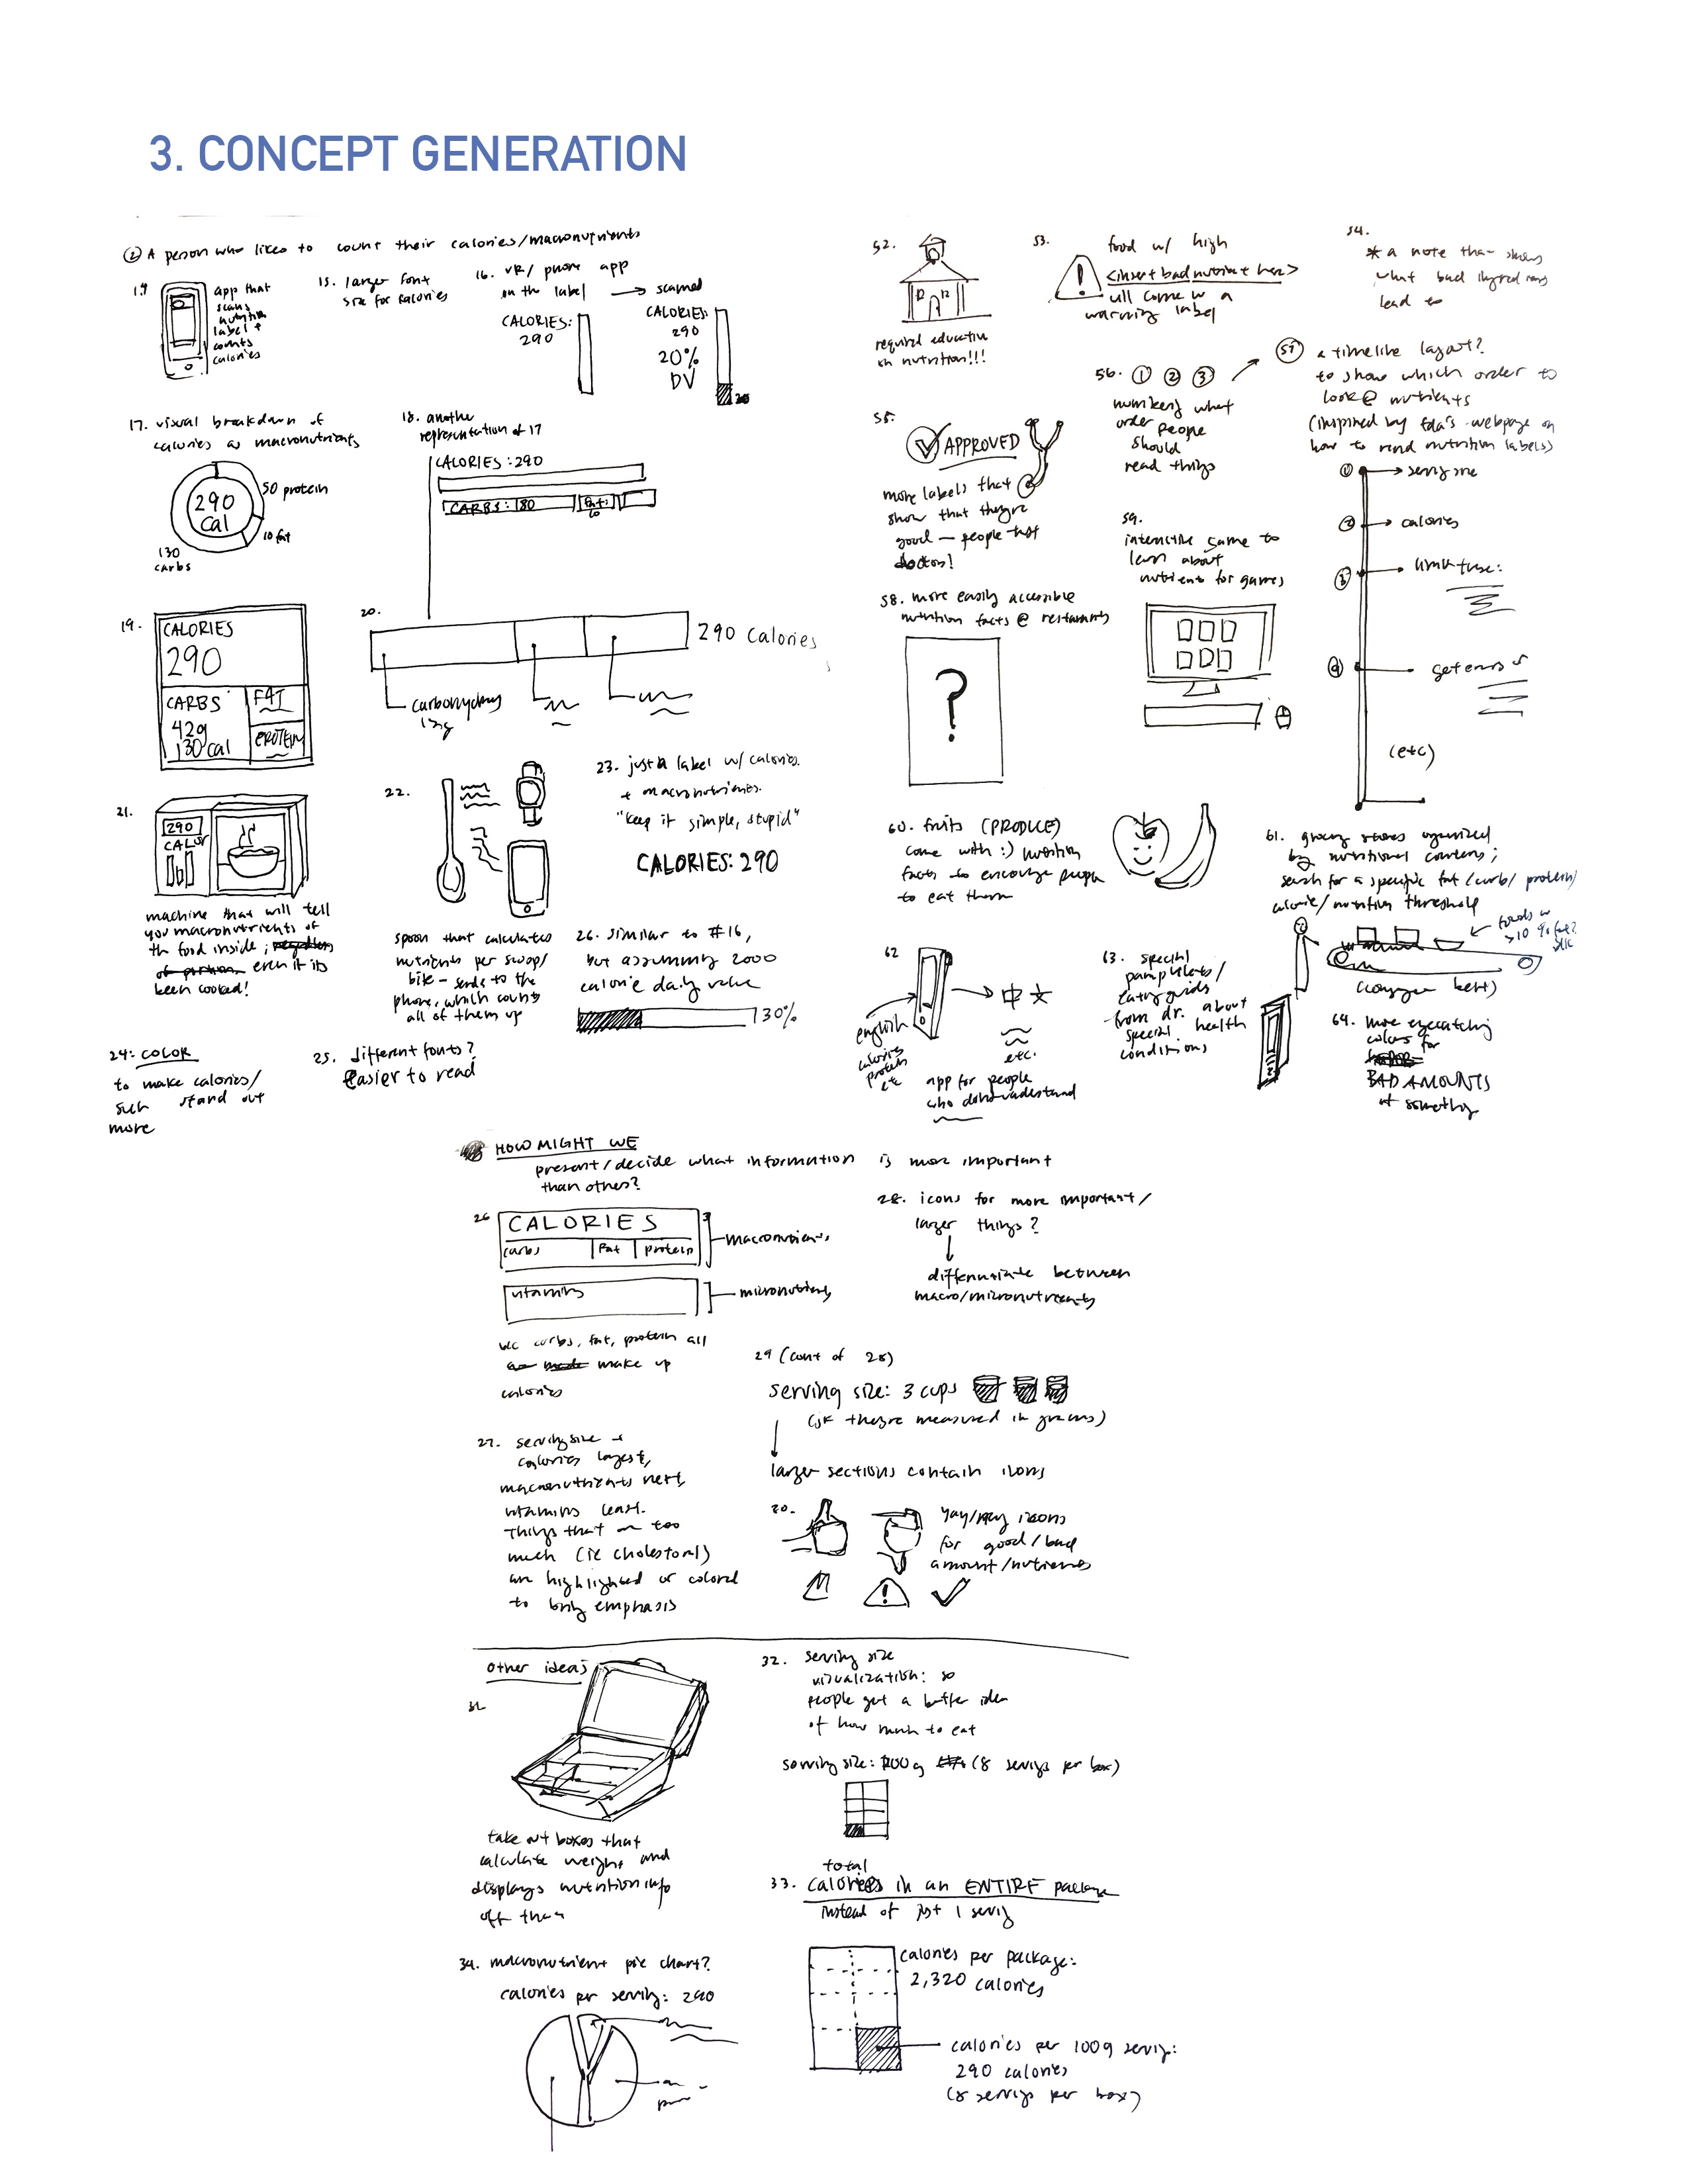 3. CONCEPT GENERATION
② A person who likes to count their calories/macronutrients
14.
app that
scans
nutrition
label +
counts
calories
15. larger font
size for calories
16. VR/ phone app
on the label → scanned
CALORIES:
290
CALORIES:
290
20%
DV
17. visual breakdown of
calories as macronutrients
290
cal
50 protein
10 fat
130
carbs
18. another
representation of 17
CALORIES: 290
CARBS: 80
19.
CALORIES
290
CARBS
42g
130 cal
FAT
PROTEIN
20.
290 calories
carbohydrates
21.
290
CALOR
machine that will tell
you macronutrients of
the food inside; even if its
been cooked!
22.
spoon that calculates
nutrients per swoop/
bite - sends to the
phone, which counts
all of them up
23. just a label w/ calories
+ macronutrients.
"keep it simple, stupid"
CALORIES: 290
26. similar to #16,
but assuming 2000
calorie daily value
130%
24: COLOR
to make calories/
such stand out
more
25. different fonts?
Easier to read
52.
required education
on nutrition!!!
53.
food w/ high
<insert bad nutrient here>
will come w a
warning label
54.
* a note that shows
what bad ingredients
lead to
55.
APPROVED
more labels that
show that theyre
good — people trust
doctors!
56. ① ② ③
numbers what
order people
should
read things
57 a timeline layout?
to show which order to
look @ nutrients
(inspired by fda's webpage on
how to read nutrition labels)
① → serving size
② → calories
③ limit these:
④ get enough of
(etc)
58. more easily accessible
nutrition facts @ restaurants
?
59.
interactive game to
learn about
nutrients for games
60. fruits (PRODUCE)
come with :) nutrition
facts to encourage people
to eat them
61. grocery stores organized
by nutritional contents;
search for a specific fat (carb/ protein/
calorie/nutrition threshold
foods w
>10 % fat?
(conveyor belt)
62
english
calories
protein
etc
中文
etc.
app for people
who dont understand
63. special
pamphlets/
eating guides
from dr. about
special health
conditions
64. more eyecatching
colors for
BAD AMOUNTS
of something
HOW MIGHT WE
present/decide what information is more important
than others?
26
CALORIES
carbs fat protein
macronutrients
vitamins
micronutrients
b/c carbs, fat, protein all
make up
calories
28. icons for more important/
larger things?
differentiate between
macro/micronutrients
29 (cont of 28)
serving size: 3 cups
(jk theyre measured in grams)
larger sections contain icons
27. serving size +
calories largest,
macronutrients next,
vitamins least.
Things that are too
much (ie cholestorol)
are highlighted or colored
to bring emphasis
30.
yay/nay icons
for good/bad
amount/nutrients
other ideas
31.
take out boxes that
calculate weight and
displays nutrition info
off that
32. serving size
visualization: so
people get a better idea
of how much to eat
serving size: 100g (8 servings per box)
total
33. calories in an ENTIRE package
instead of just 1 serving
calories per package:
2,320 calories
calories per 100g serving:
290 calories
(8 servings per box)
34. macronutrient pie chart?
calories per serving: 290